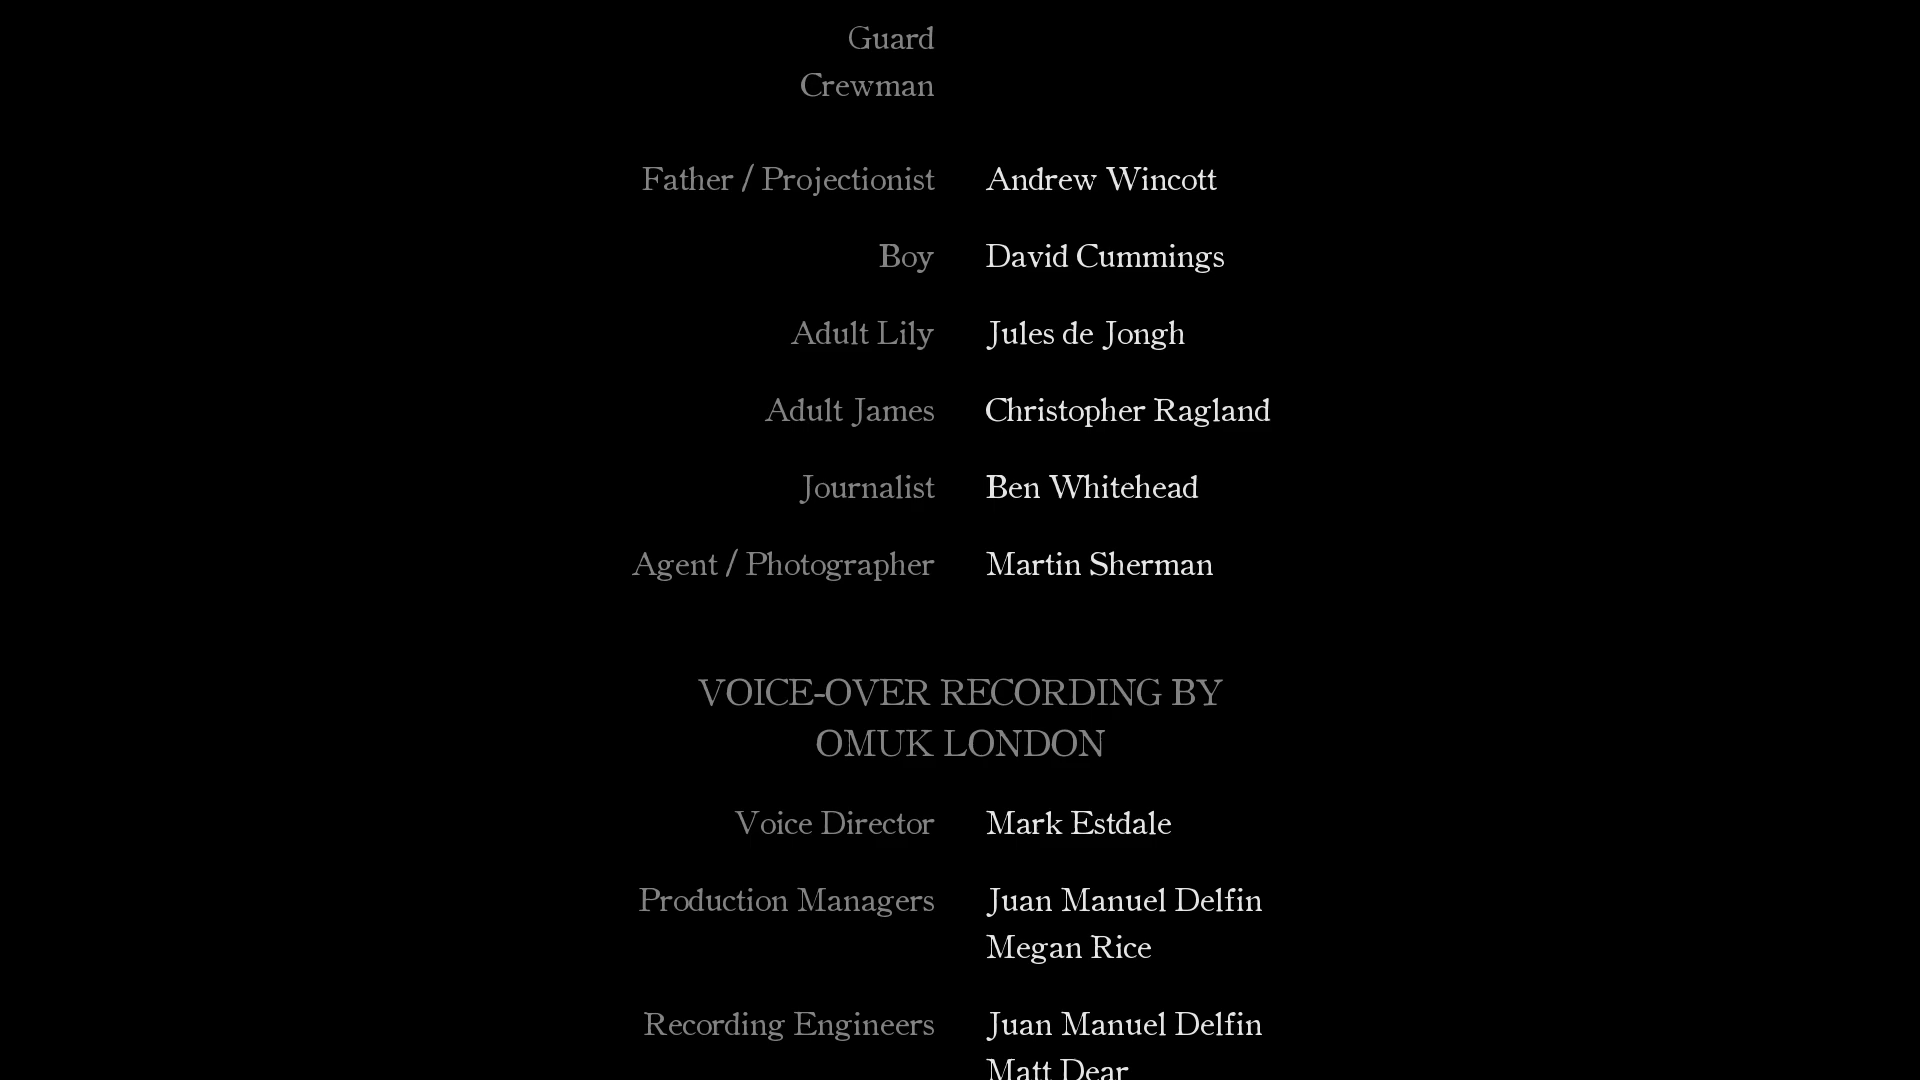 Guard
Crewman
Father / Projectionist Andrew Wincott
Boy David Cummings
Adult Lily Jules de Jongh
Adult James Christopher Ragland
Journalist Ben Whitehead
Agent / Photographer Martin Sherman
VOICE-OVER RECORDING BY
OMUK LONDON
Voice Director Mark Estdale
Production Managers Juan Manuel Delfin
Megan Rice
Recording Engineers Juan Manuel Delfin
Matt Dear